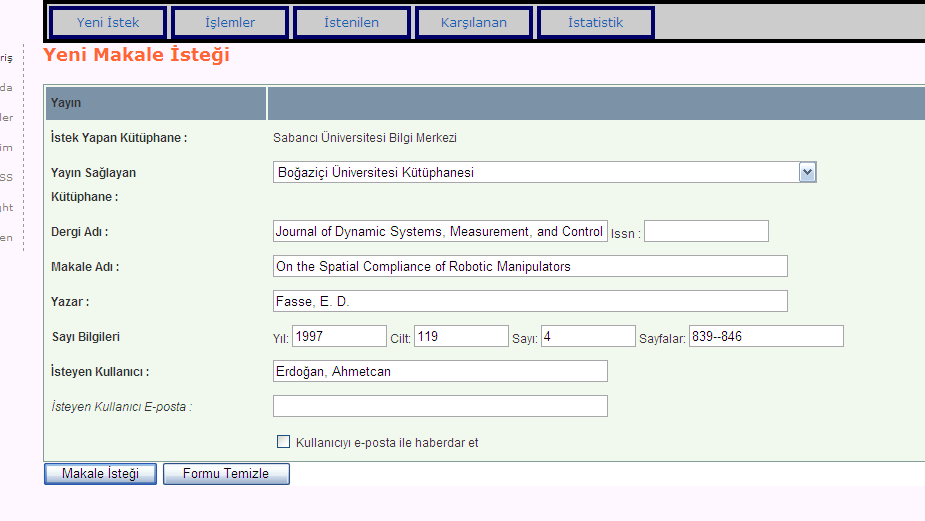 Yeni İstek İşlemler İstenilen Karşılanan İstatistik
Yeni Makale İsteği
riş
da
ler
im
SS
ght
en
Yayın
İstek Yapan Kütüphane : Sabancı Üniversitesi Bilgi Merkezi
Yayın Sağlayan Boğaziçi Üniversitesi Kütüphanesi
Kütüphane :
Dergi Adı : Journal of Dynamic Systems, Measurement, and Control Issn :
Makale Adı : On the Spatial Compliance of Robotic Manipulators
Yazar : Fasse, E. D.
Sayı Bilgileri Yıl: 1997 Cilt: 119 Sayı: 4 Sayfalar: 839--846
İsteyen Kullanıcı : Erdoğan, Ahmetcan
İsteyen Kullanıcı E-posta :
Kullanıcıyı e-posta ile haberdar et
Makale İsteği Formu Temizle